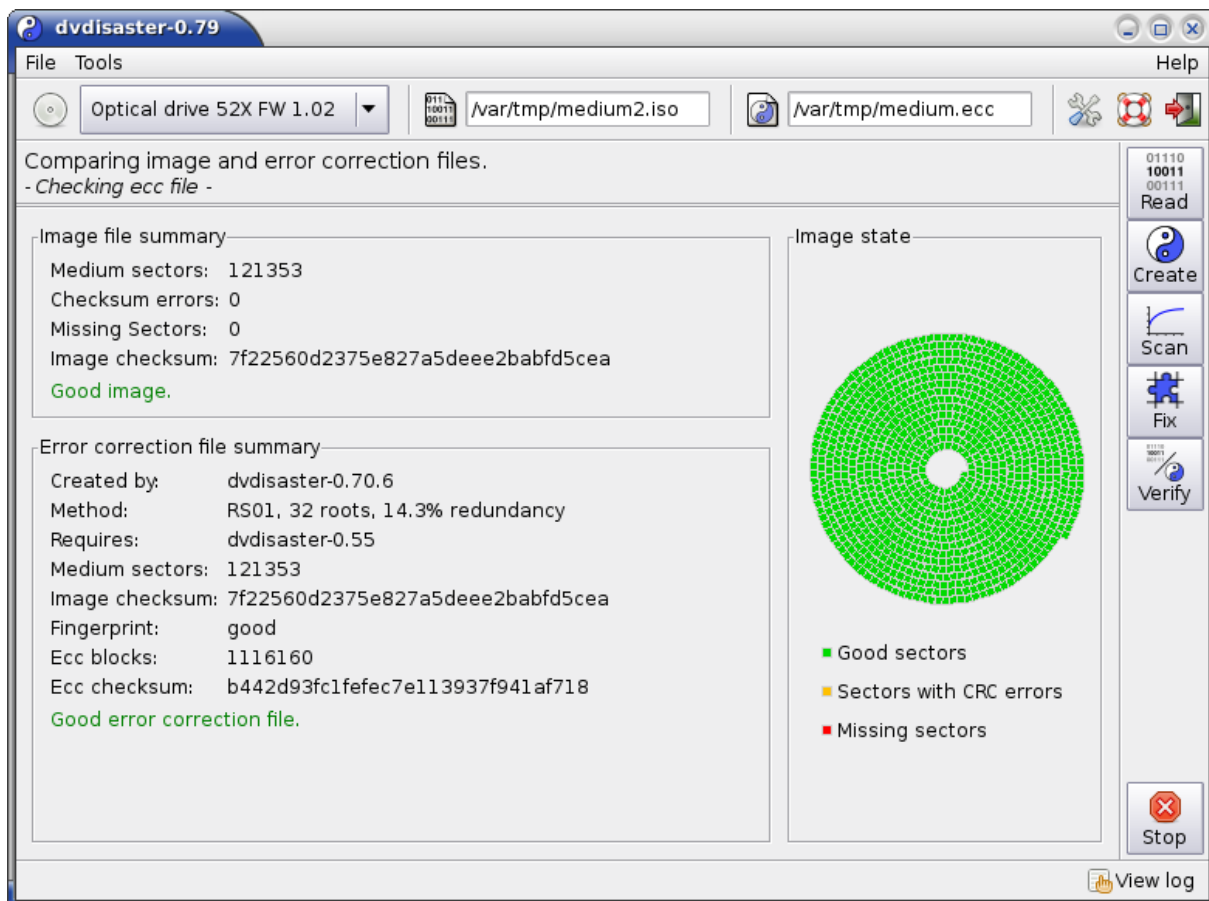 dvdisaster-0.79
File Tools Help
Optical drive 52X FW 1.02 /var/tmp/medium2.iso /var/tmp/medium.ecc
Comparing image and error correction files.
- Checking ecc file -
Image file summary
Medium sectors: 121353
Checksum errors: 0
Missing Sectors: 0
Image checksum: 7f22560d2375e827a5deee2babfd5cea
Good image.
Error correction file summary
Created by: dvdisaster-0.70.6
Method: RS01, 32 roots, 14.3% redundancy
Requires: dvdisaster-0.55
Medium sectors: 121353
Image checksum: 7f22560d2375e827a5deee2babfd5cea
Fingerprint: good
Ecc blocks: 1116160
Ecc checksum: b442d93fc1fefec7e113937f941af718
Good error correction file.
Image state
Good sectors
Sectors with CRC errors
Missing sectors
01110
10011
00111
Read
Create
Scan
Fix
Verify
Stop
View log